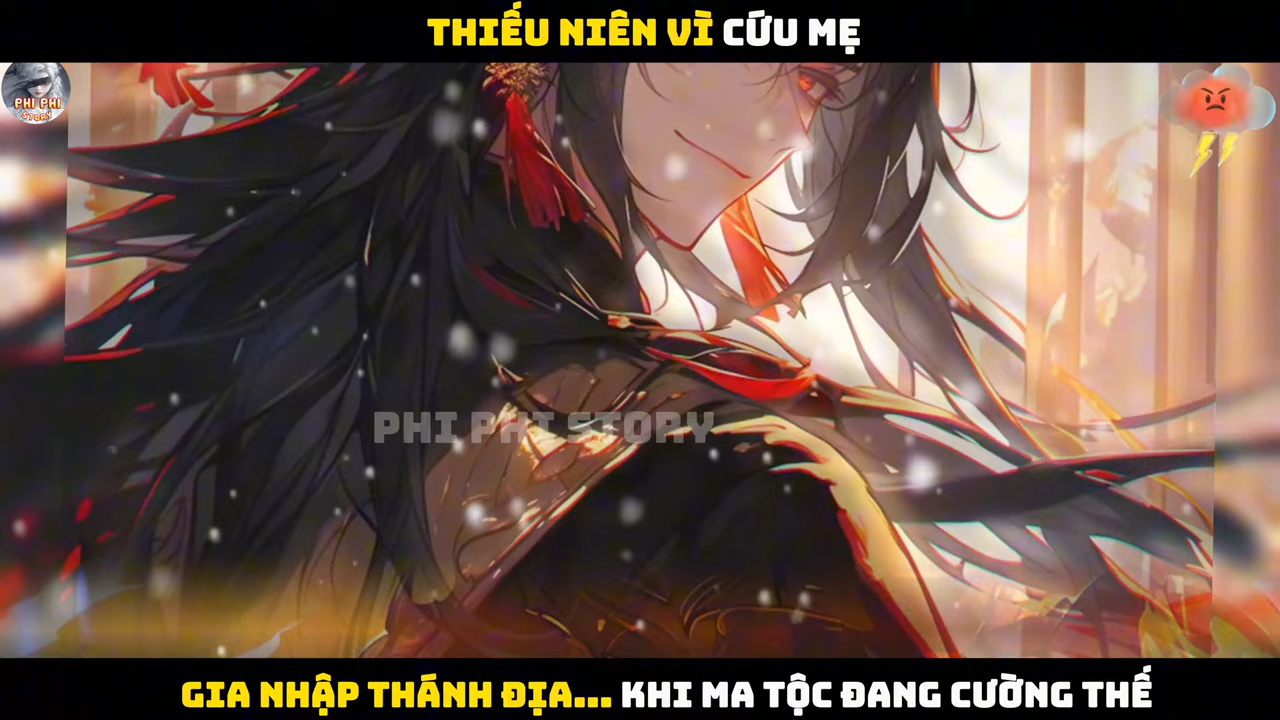 THIẾU NIÊN VÌ CỨU MẸ
PHI PHI
STORY
PHI PHI STORY
GIA NHẬP THÁNH ĐỊA... KHI MA TỘC ĐANG CƯỜNG THẾ